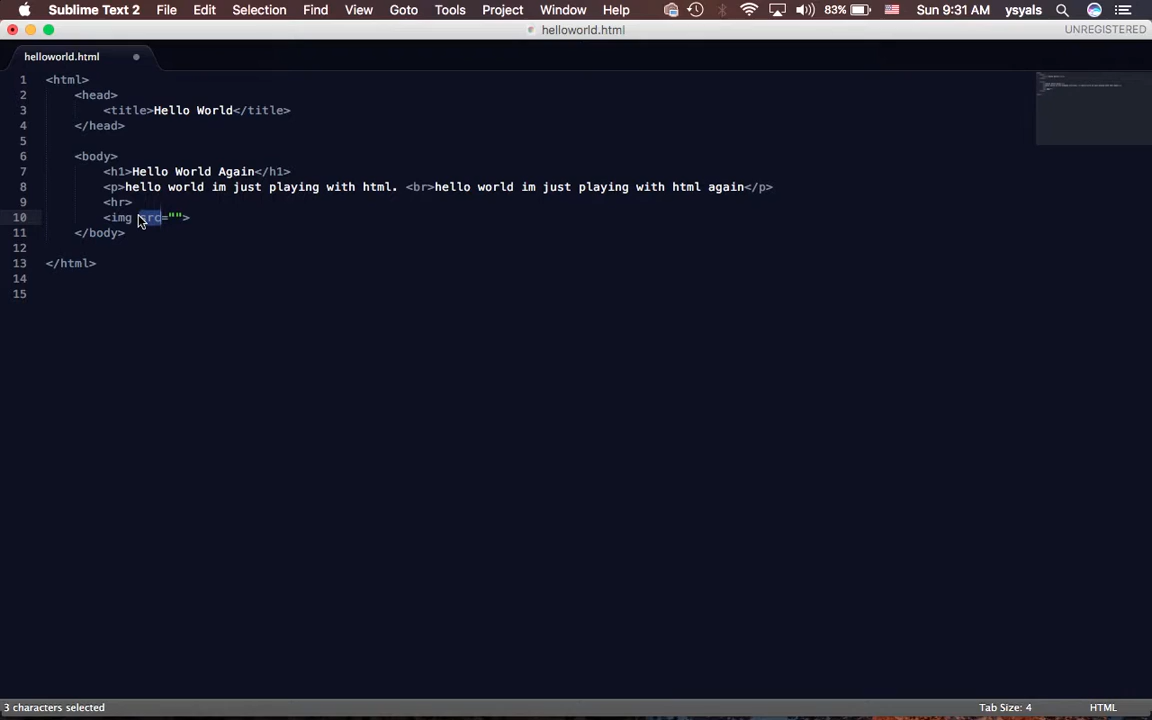 Sublime Text 2 File Edit Selection Find View Goto Tools Project Window Help 83% Sun 9:31 AM ysyals
helloworld.html UNREGISTERED
helloworld.html
1 <html>
2 <head>
3 <title>Hello World</title>
4 </head>
5
6 <body>
7 <h1>Hello World Again</h1>
8 <p>hello world im just playing with html. <br>hello world im just playing with html again</p>
9 <hr>
10 <img src="">
11 </body>
12
13 </html>
14
15
3 characters selected Tab Size: 4 HTML